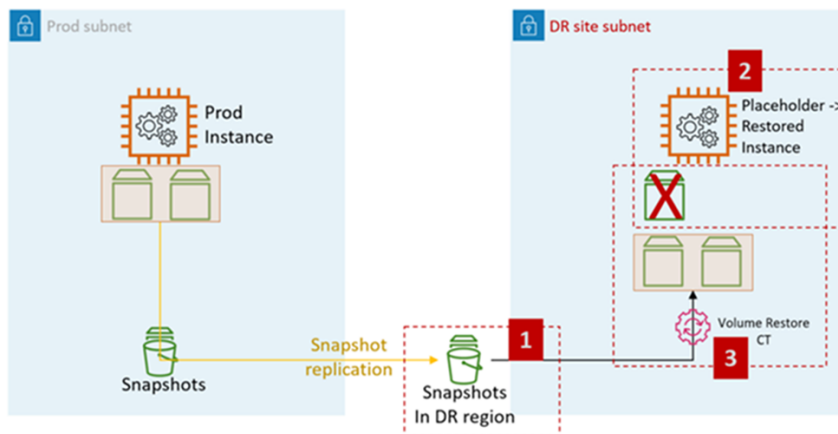 Prod subnet
DR site subnet
2
Prod
Instance
Placeholder ->
Restored
Instance
X
Snapshot
replication
1
Volume Restore
CT
3
Snapshots
Snapshots
In DR region